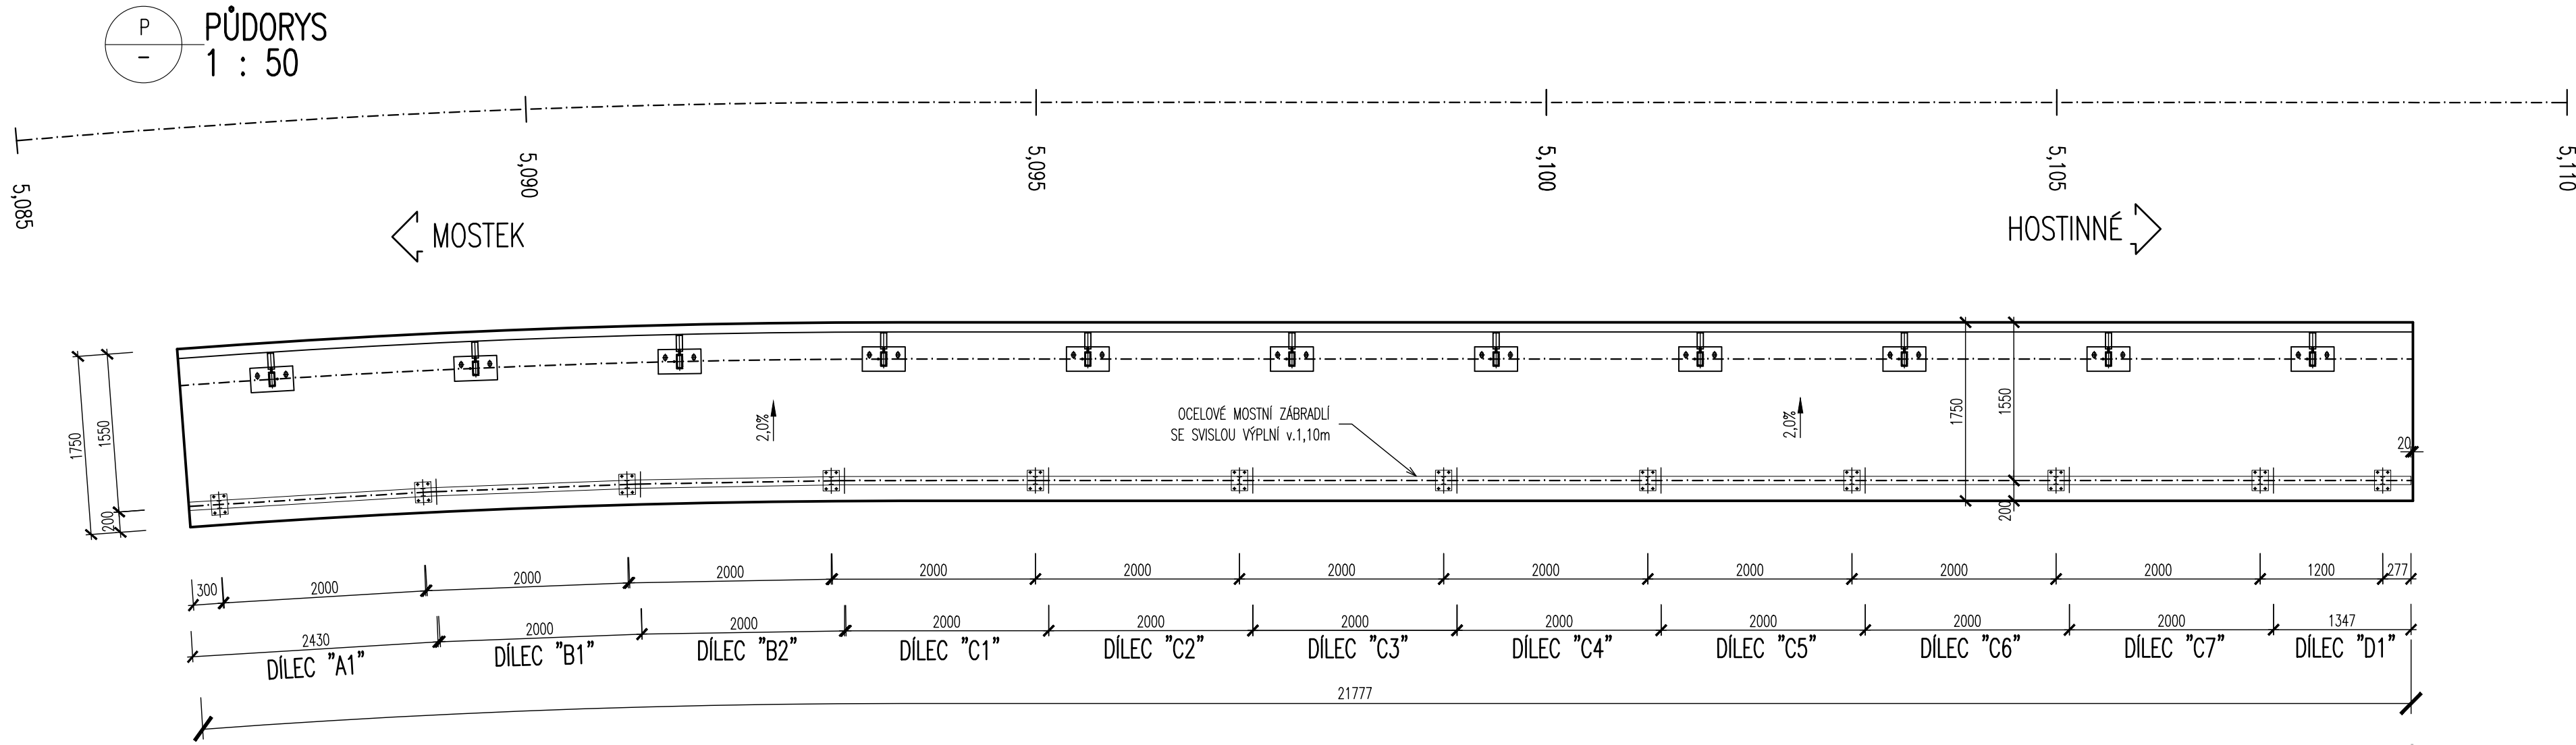 P
-
PŮDORYS
1 : 50
5,085
5,090
5,095
5,100
5,105
5,110
MOSTEK
HOSTINNÉ
1750
1550
200
2,0%
OCELOVÉ MOSTNÍ ZÁBRADLÍ
SE SVISLOU VÝPLNÍ v.1,10m
2,0%
1750
1550
200
20
300
2000
2000
2000
2000
2000
2000
2000
2000
2000
2000
1200
277
2430
2000
2000
2000
2000
2000
2000
2000
2000
2000
1347
DÍLEC "A1"
DÍLEC "B1"
DÍLEC "B2"
DÍLEC "C1"
DÍLEC "C2"
DÍLEC "C3"
DÍLEC "C4"
DÍLEC "C5"
DÍLEC "C6"
DÍLEC "C7"
DÍLEC "D1"
21777